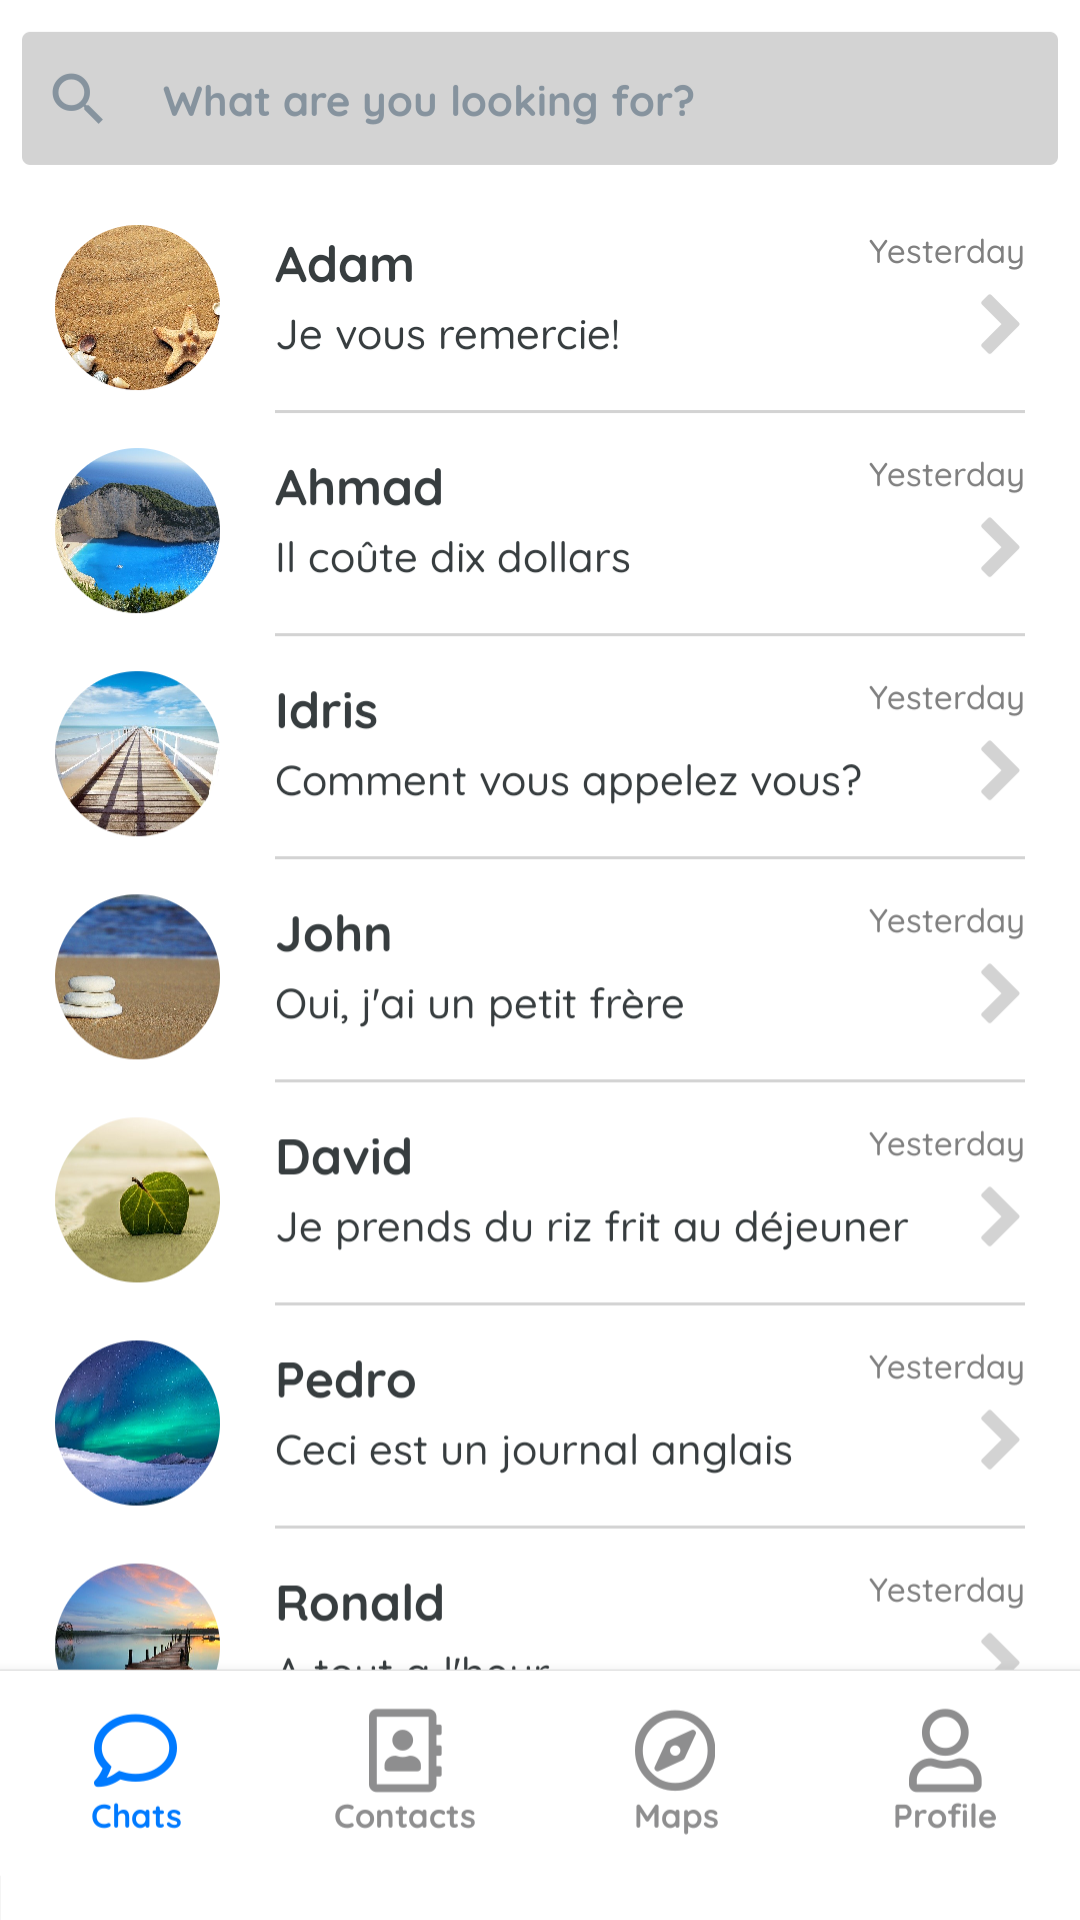 What are you looking for?
Adam
Yesterday
Je vous remercie!
Ahmad
Yesterday
Il coûte dix dollars
Idris
Yesterday
Comment vous appelez vous?
John
Yesterday
Oui, j'ai un petit frère
David
Yesterday
Je prends du riz frit au déjeuner
Pedro
Yesterday
Ceci est un journal anglais
Ronald
Yesterday
A tout a l'heur
Chats
Contacts
Maps
Profile